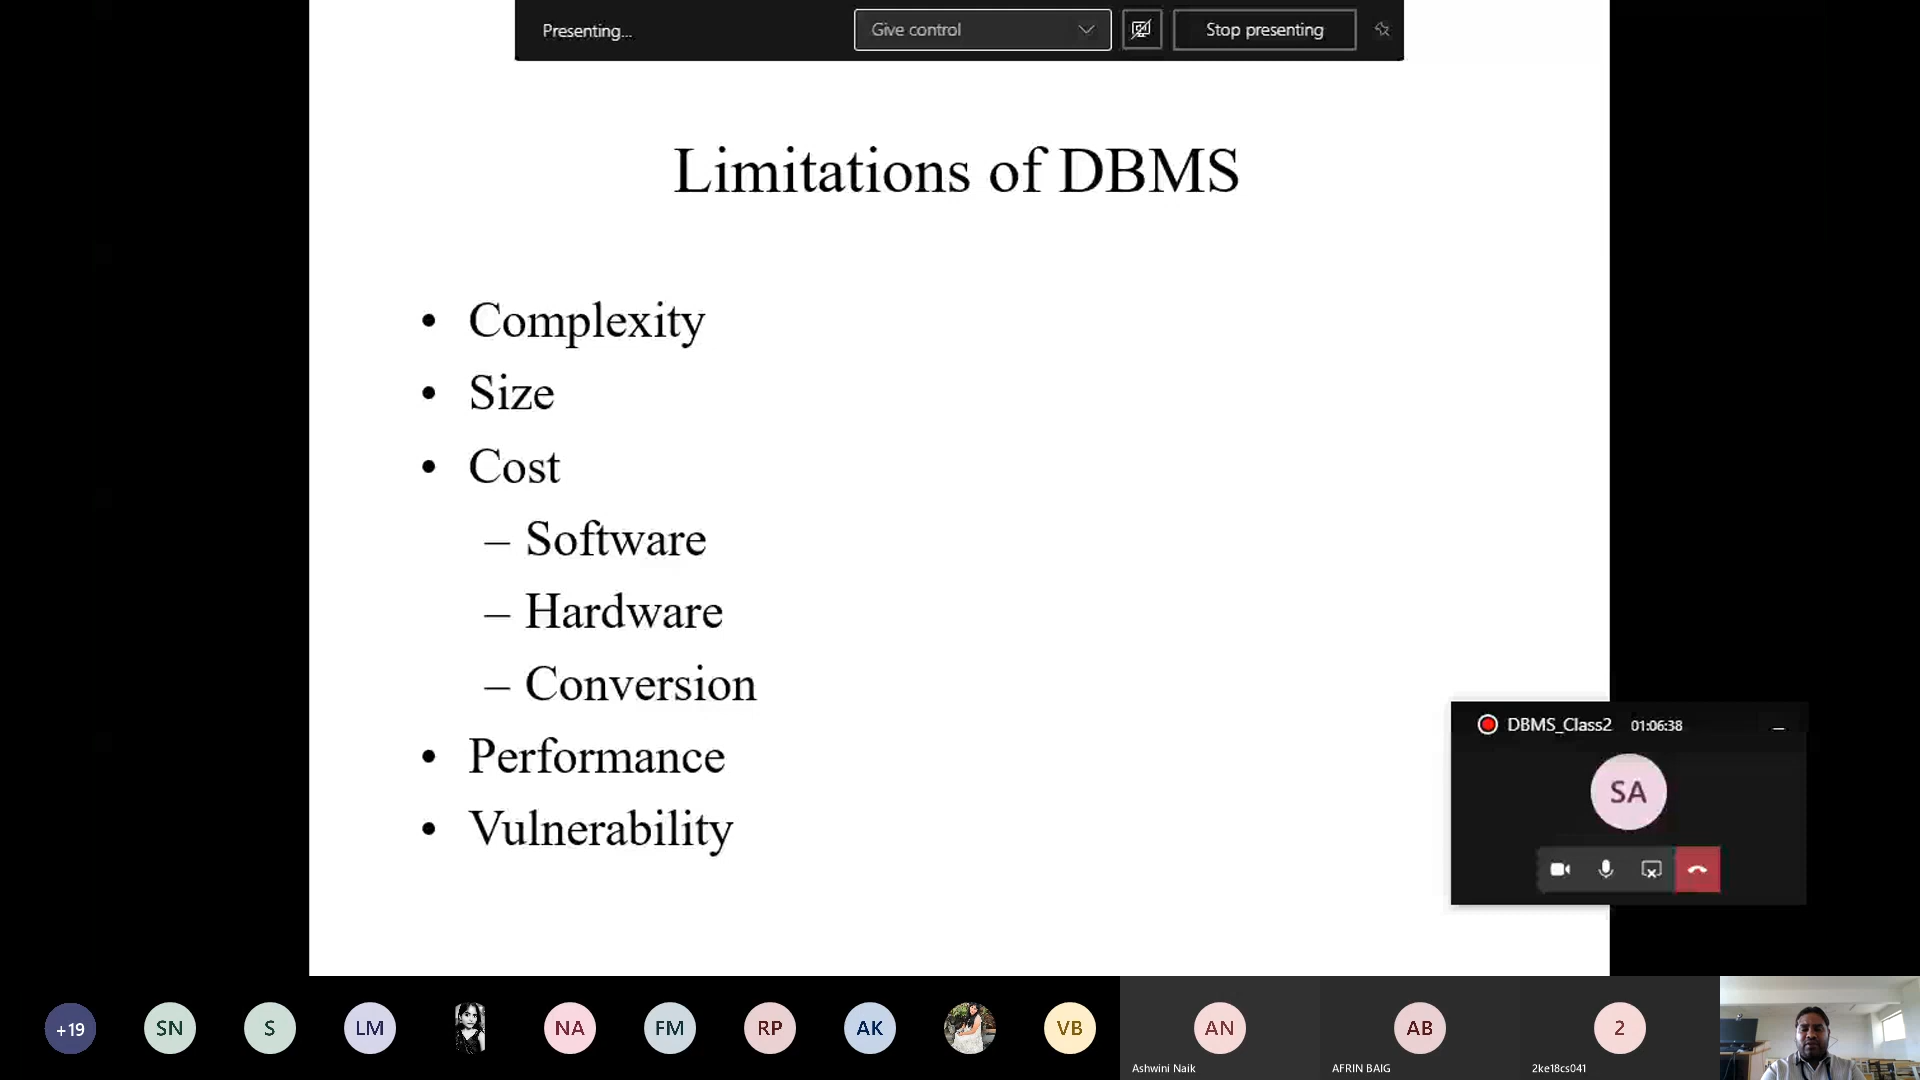 Presenting...
Give control
Stop presenting
Limitations of DBMS
• Complexity
• Size
• Cost
– Software
– Hardware
– Conversion
• Performance
• Vulnerability
DBMS_Class2 01:06:38
SA
+19
SN
S
LM
NA
FM
RP
AK
VB
AN
AB
2
Ashwini Naik
AFRIN BAIG
2ke18cs041